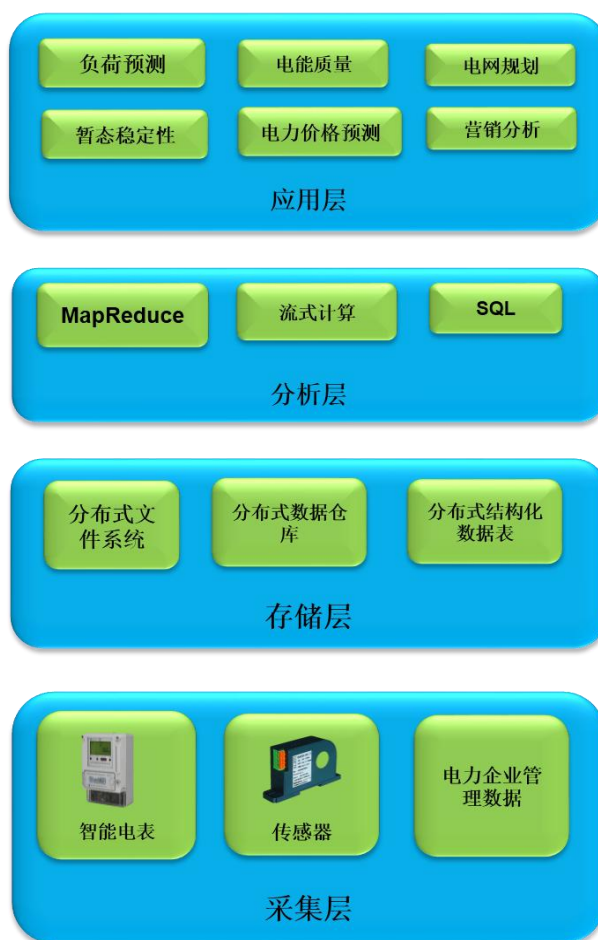 负荷预测
电能质量
电网规划
暂态稳定性
电力价格预测
营销分析
应用层
MapReduce
流式计算
SQL
分析层
分布式文
件系统
分布式数据仓
库
分布式结构化
数据表
存储层
智能电表
传感器
电力企业管
理数据
采集层